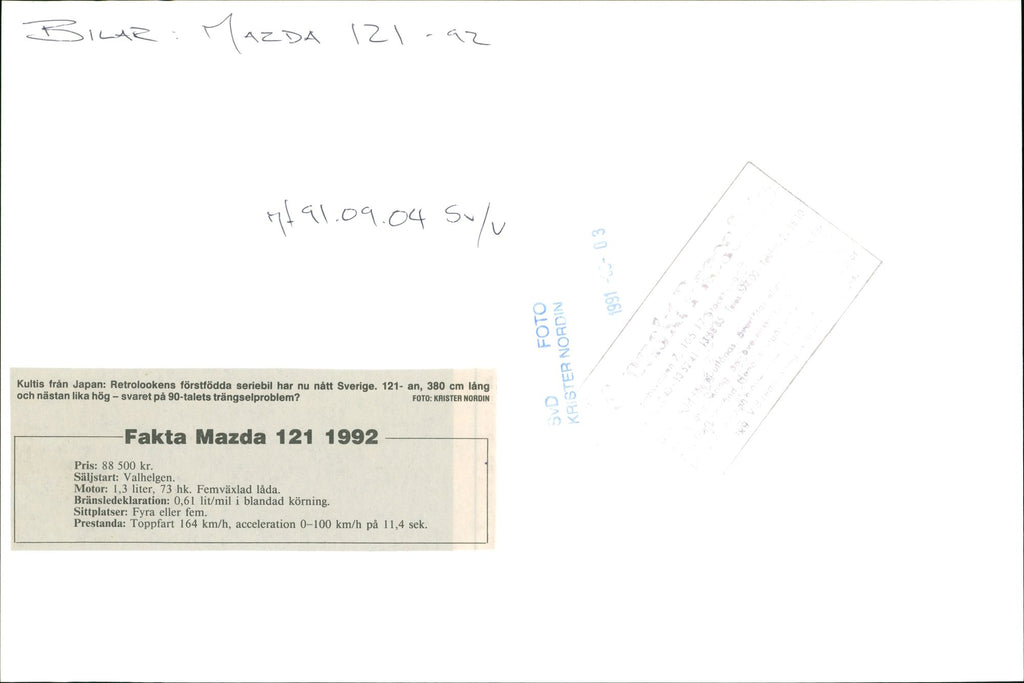 BILAR: MAZDA 121 - 92
91.09.04 Sv/v
SvD FOTO
KRISTER NORDIN
1991
Kultis från Japan: Retrolookens förstfödda seriebil har nu nått Sverige. 121- an, 380 cm lång
och nästan lika hög – svaret på 90-talets trängselproblem? FOTO: KRISTER NORDIN
Fakta Mazda 121 1992
Pris: 88 500 kr.
Säljstart: Valhelgen.
Motor: 1,3 liter, 73 hk. Femväxlad låda.
Bränsledeklaration: 0,61 lit/mil i blandad körning.
Sittplatser: Fyra eller fem.
Prestanda: Toppfart 164 km/h, acceleration 0–100 km/h på 11,4 sek.